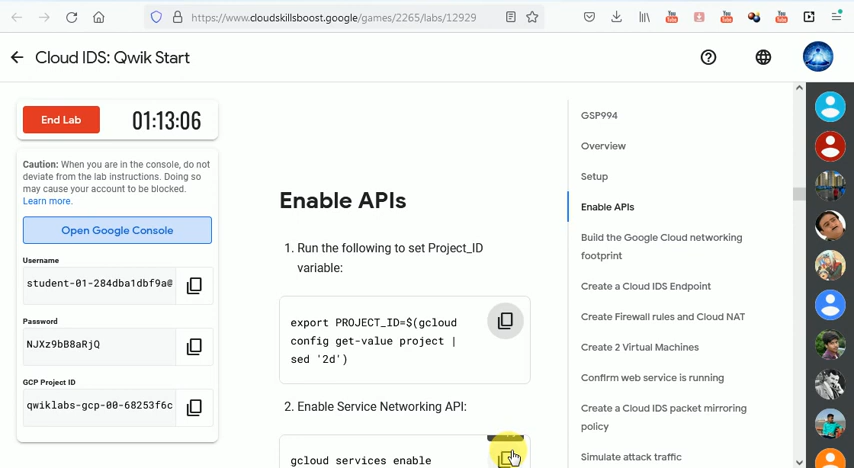 https://www.cloudskillsboost.google/games/2265/labs/12929
Cloud IDS: Qwik Start
End Lab
01:13:06
Caution: When you are in the console, do not
deviate from the lab instructions. Doing so
may cause your account to be blocked.
Learn more.
Open Google Console
Username
student-01-284dba1dbf9a@
Password
NJXz9bB8aRjQ
GCP Project ID
qwiklabs-gcp-00-68253f6c
Enable APIs
1. Run the following to set Project_ID
variable:
export PROJECT_ID=$(gcloud
config get-value project |
sed '2d')
2. Enable Service Networking API:
gcloud services enable
GSP994
Overview
Setup
Enable APIs
Build the Google Cloud networking
footprint
Create a Cloud IDS Endpoint
Create Firewall rules and Cloud NAT
Create 2 Virtual Machines
Confirm web service is running
Create a Cloud IDS packet mirroring
policy
Simulate attack traffic